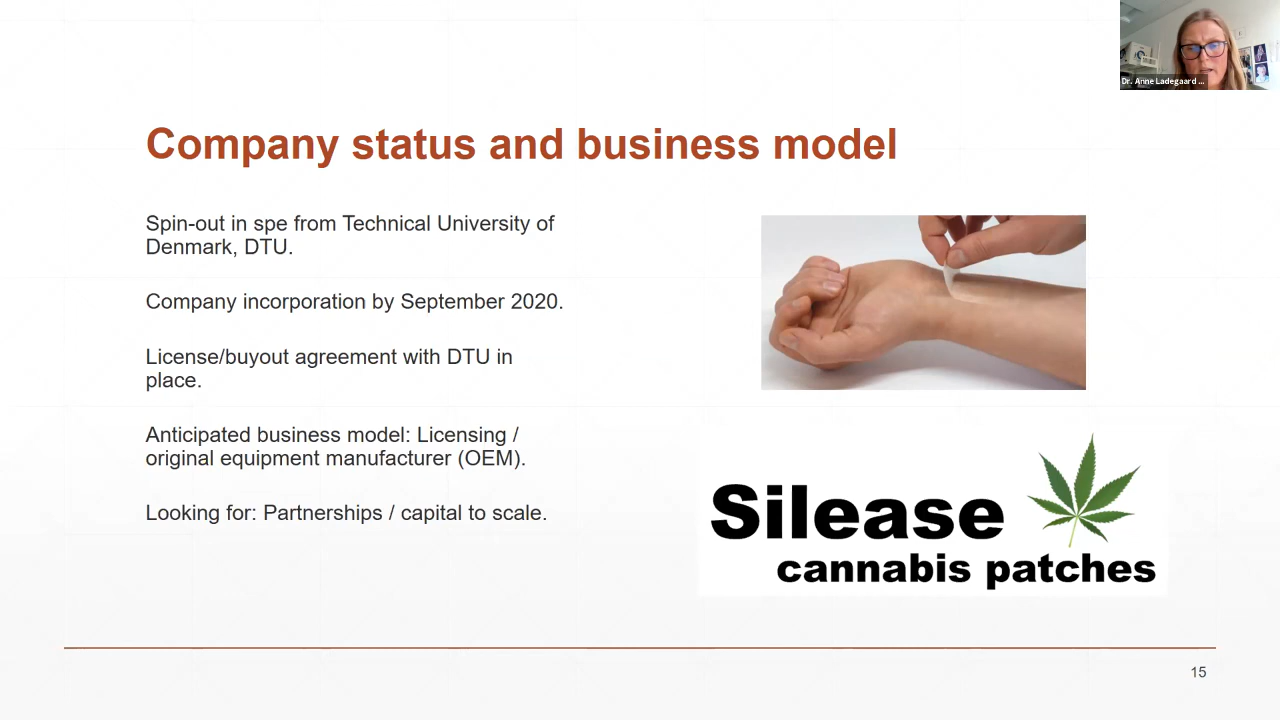 Dr. Anne Ladegaard ...
Company status and business model
Spin-out in spe from Technical University of
Denmark, DTU.
Company incorporation by September 2020.
License/buyout agreement with DTU in
place.
Anticipated business model: Licensing /
original equipment manufacturer (OEM).
Looking for: Partnerships / capital to scale.
Silease
cannabis patches
15